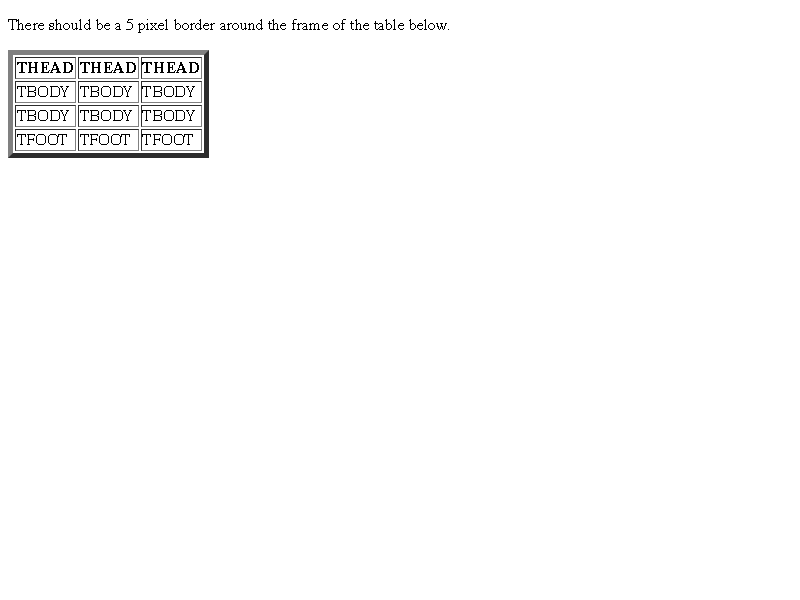 There should be a 5 pixel border around the frame of the table below.
THEAD THEAD THEAD
TBODY TBODY TBODY
TBODY TBODY TBODY
TFOOT TFOOT TFOOT